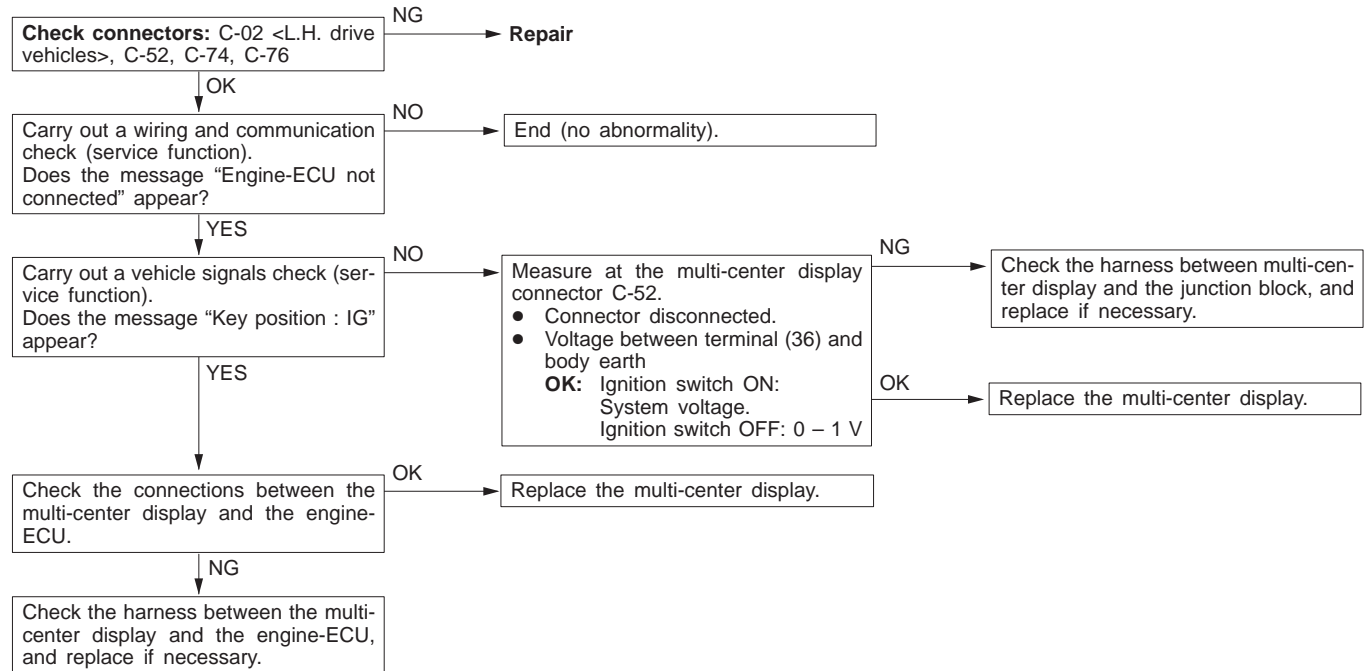 Check connectors: C-02 <L.H. drive
vehicles>, C-52, C-74, C-76
NG
Repair
OK
Carry out a wiring and communication
check (service function).
Does the message “Engine-ECU not
connected” appear?
NO
End (no abnormality).
YES
Carry out a vehicle signals check (ser-
vice function).
Does the message “Key position : IG”
appear?
NO
Measure at the multi-center display
connector C-52.
● Connector disconnected.
● Voltage between terminal (36) and
body earth
OK: Ignition switch ON:
System voltage.
Ignition switch OFF: 0 – 1 V
NG
Check the harness between multi-cen-
ter display and the junction block, and
replace if necessary.
OK
Replace the multi-center display.
YES
Check the connections between the
multi-center display and the engine-
ECU.
OK
Replace the multi-center display.
NG
Check the harness between the multi-
center display and the engine-ECU,
and replace if necessary.